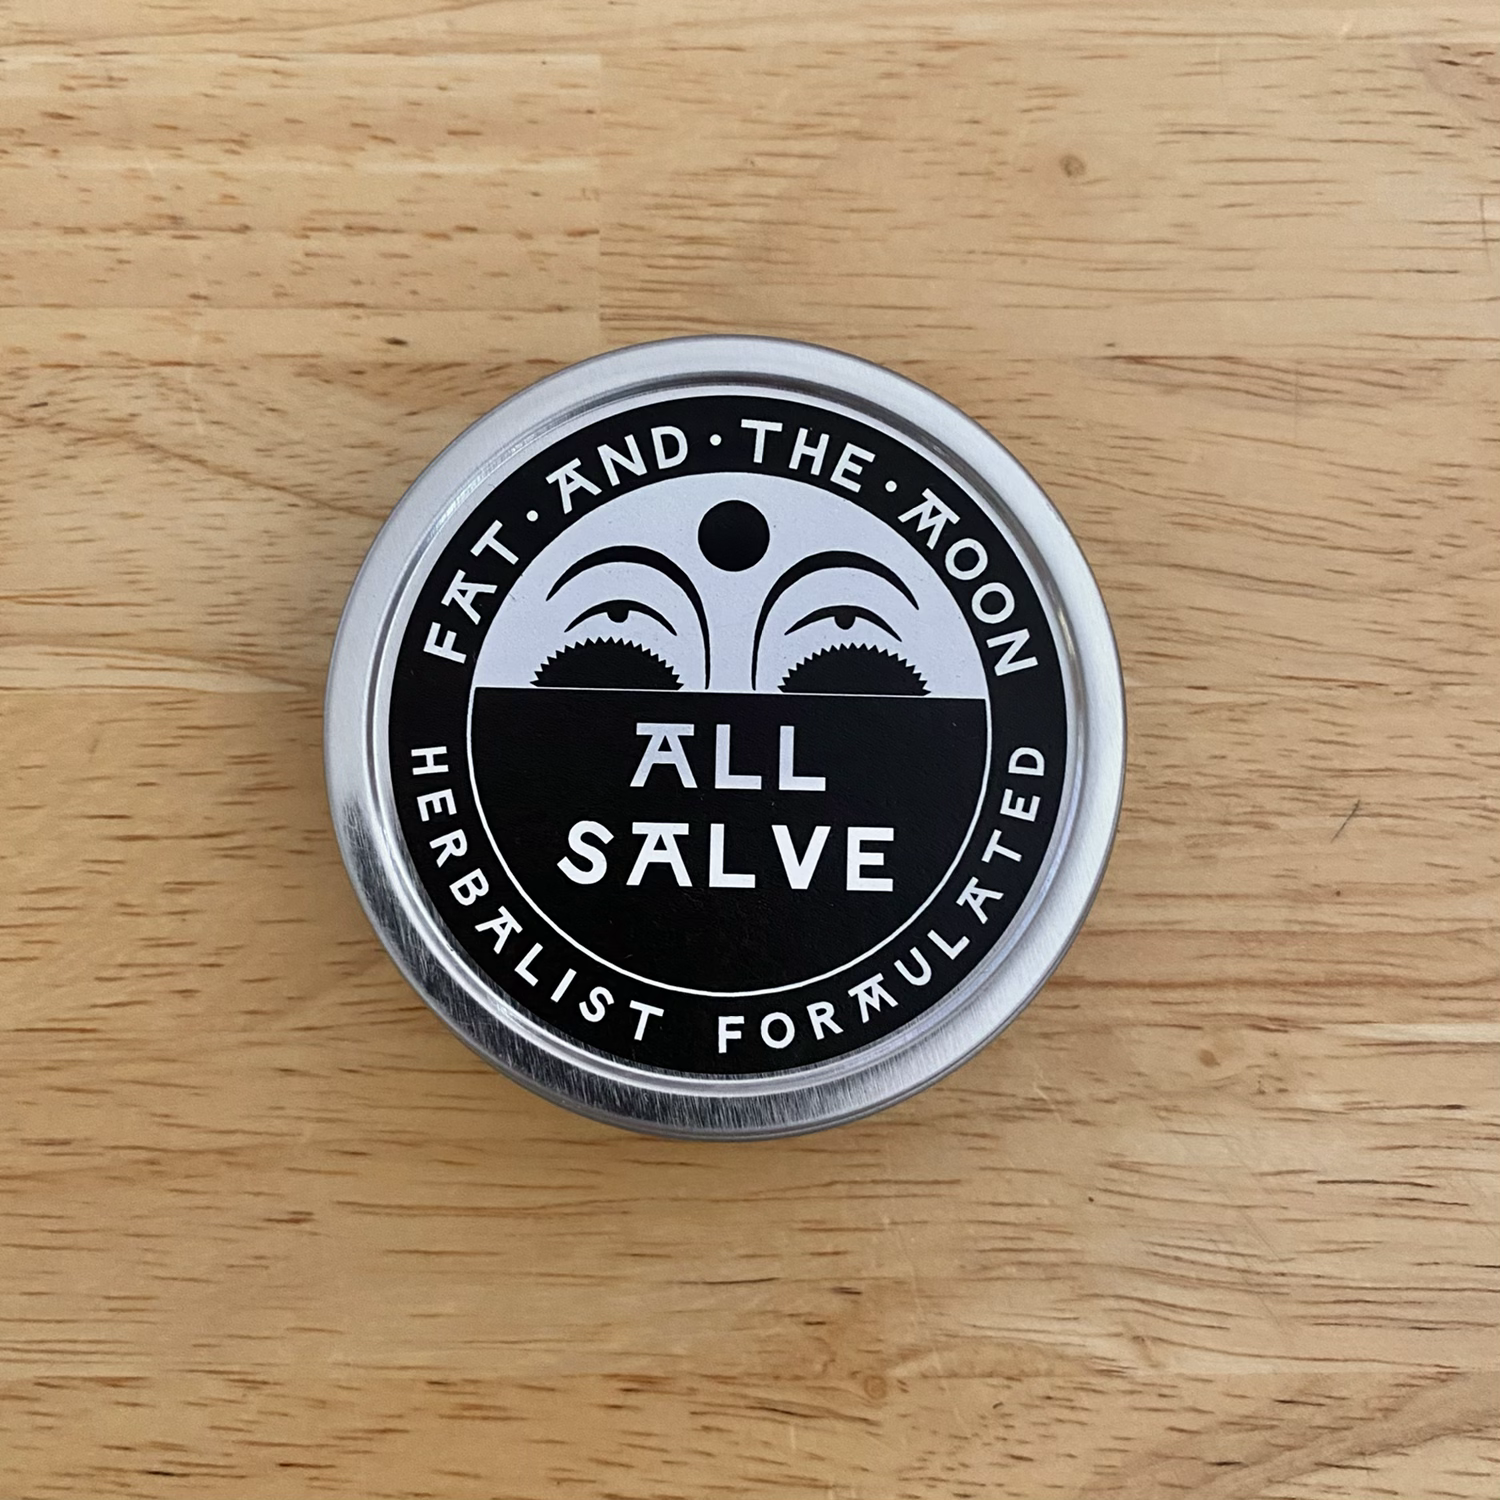 FAT · AND · THE · MOON
ALL
SALVE
HERBALIST FORMULATED